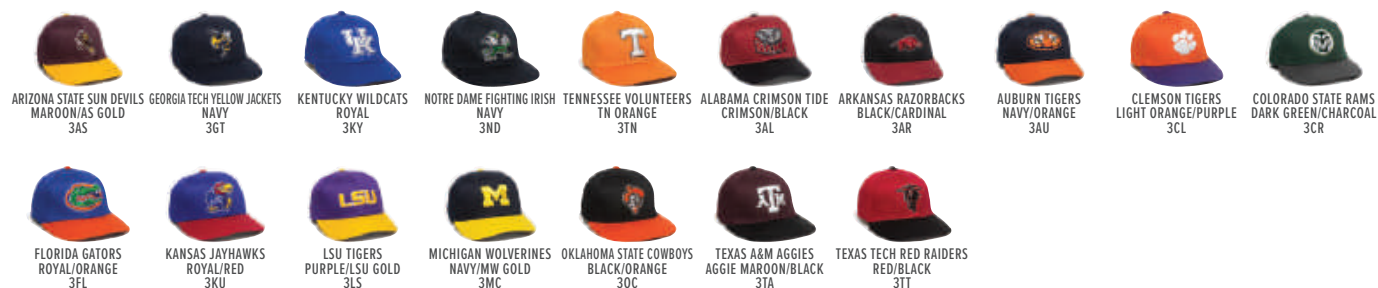 ARIZONA STATE SUN DEVILS
MAROON/AS GOLD
3AS
GEORGIA TECH YELLOW JACKETS
NAVY
3GT
UK
KENTUCKY WILDCATS
ROYAL
3KY
NOTRE DAME FIGHTING IRISH
NAVY
3ND
T
TENNESSEE VOLUNTEERS
TN ORANGE
3TN
ALABAMA CRIMSON TIDE
CRIMSON/BLACK
3AL
ARKANSAS RAZORBACKS
BLACK/CARDINAL
3AR
AUBURN TIGERS
NAVY/ORANGE
3AU
CLEMSON TIGERS
LIGHT ORANGE/PURPLE
3CL
COLORADO STATE RAMS
DARK GREEN/CHARCOAL
3CR
FLORIDA GATORS
ROYAL/ORANGE
3FL
KANSAS JAYHAWKS
ROYAL/RED
3KU
LSU
LSU TIGERS
PURPLE/LSU GOLD
3LS
M
MICHIGAN WOLVERINES
NAVY/MW GOLD
3MC
OKLAHOMA STATE COWBOYS
BLACK/ORANGE
3OC
ATM
TEXAS A&M AGGIES
AGGIE MAROON/BLACK
3TA
TEXAS TECH RED RAIDERS
RED/BLACK
3TT